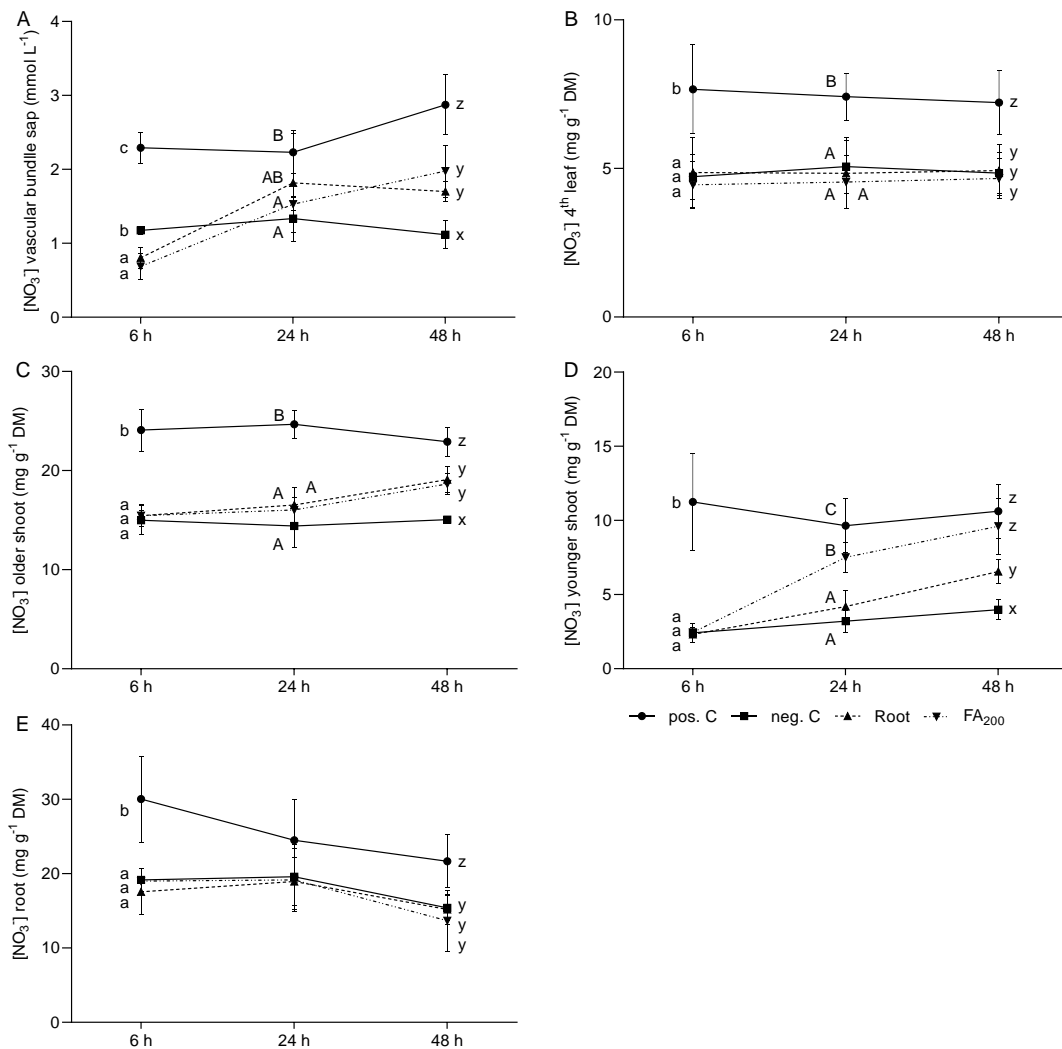 A
[NO3-] vascular bundlle sap (mmol L-1)
4
3
2
1
0
c
b
a
a
B
AB
A
A
z
y
y
x
6 h 24 h 48 h
B
[NO3-] 4th leaf (mg g-1 DM)
10
5
0
b
a
a
a
B
A
A A
z
y
y
y
6 h 24 h 48 h
C
[NO3-] older shoot (mg g-1 DM)
30
20
10
0
b
a
a
a
B
A A
A
z
y
y
x
6 h 24 h 48 h
D
[NO3-] younger shoot (mg g-1 DM)
20
15
10
5
0
b
a
a
a
C
B
A
A
z
z
y
x
6 h 24 h 48 h
pos. C neg. C Root FA200
E
[NO3-] root (mg g-1 DM)
40
30
20
10
0
b
a
a
a
z
y
y
y
6 h 24 h 48 h